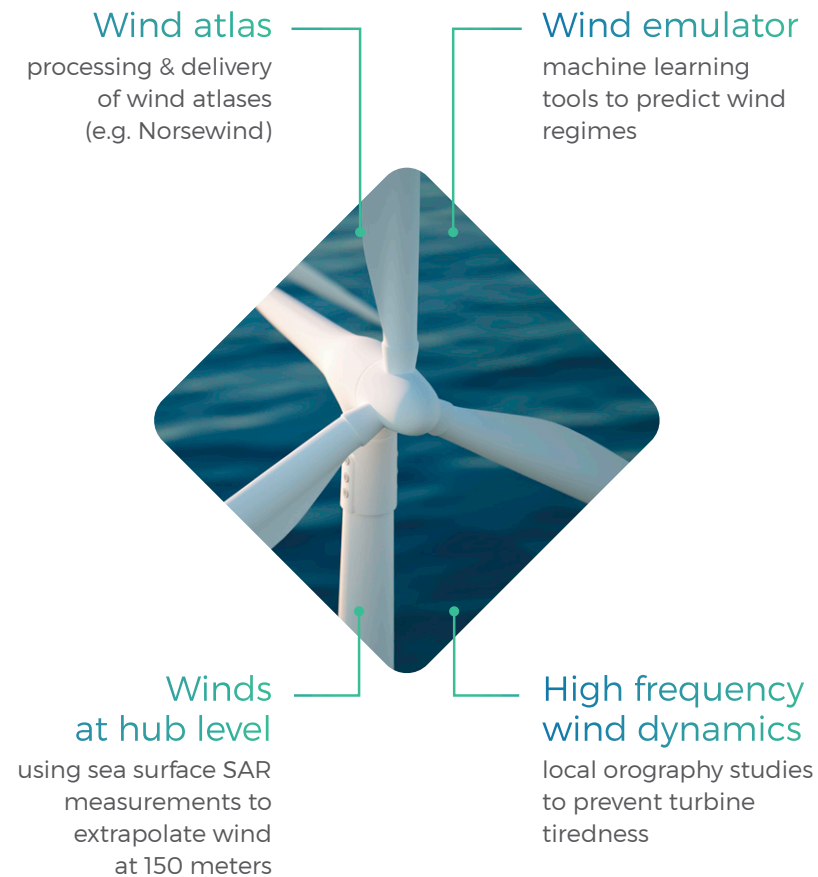 Wind atlas
processing & delivery
of wind atlases
(e.g. Norsewind)
Wind emulator
machine learning
tools to predict wind
regimes
Winds
at hub level
using sea surface SAR
measurements to
extrapolate wind
at 150 meters
High frequency
wind dynamics
local orography studies
to prevent turbine
tiredness